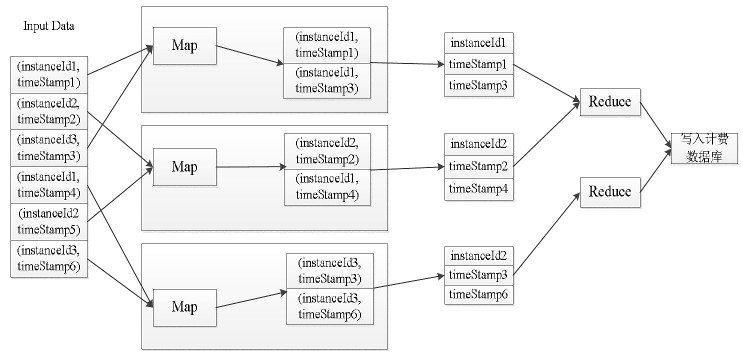 Input Data
(instanceId1,
timeStamp1)
(instanceId2,
timeStamp2)
(instanceId3,
timeStamp3)
(instanceId1,
timeStamp4)
(instanceId2
timeStamp5)
(instanceId3,
timeStamp6)
Map
(instanceId1,
timeStamp1)
(instanceId1,
timeStamp3)
Map
(instanceId2,
timeStamp2)
(instanceId1,
timeStamp4)
Map
(instanceId3,
timeStamp3)
(instanceId3,
timeStamp6)
instanceId1
timeStamp1
timeStamp3
instanceId2
timeStamp2
timeStamp4
instanceId2
timeStamp3
timeStamp6
Reduce
Reduce
写入计费
数据库